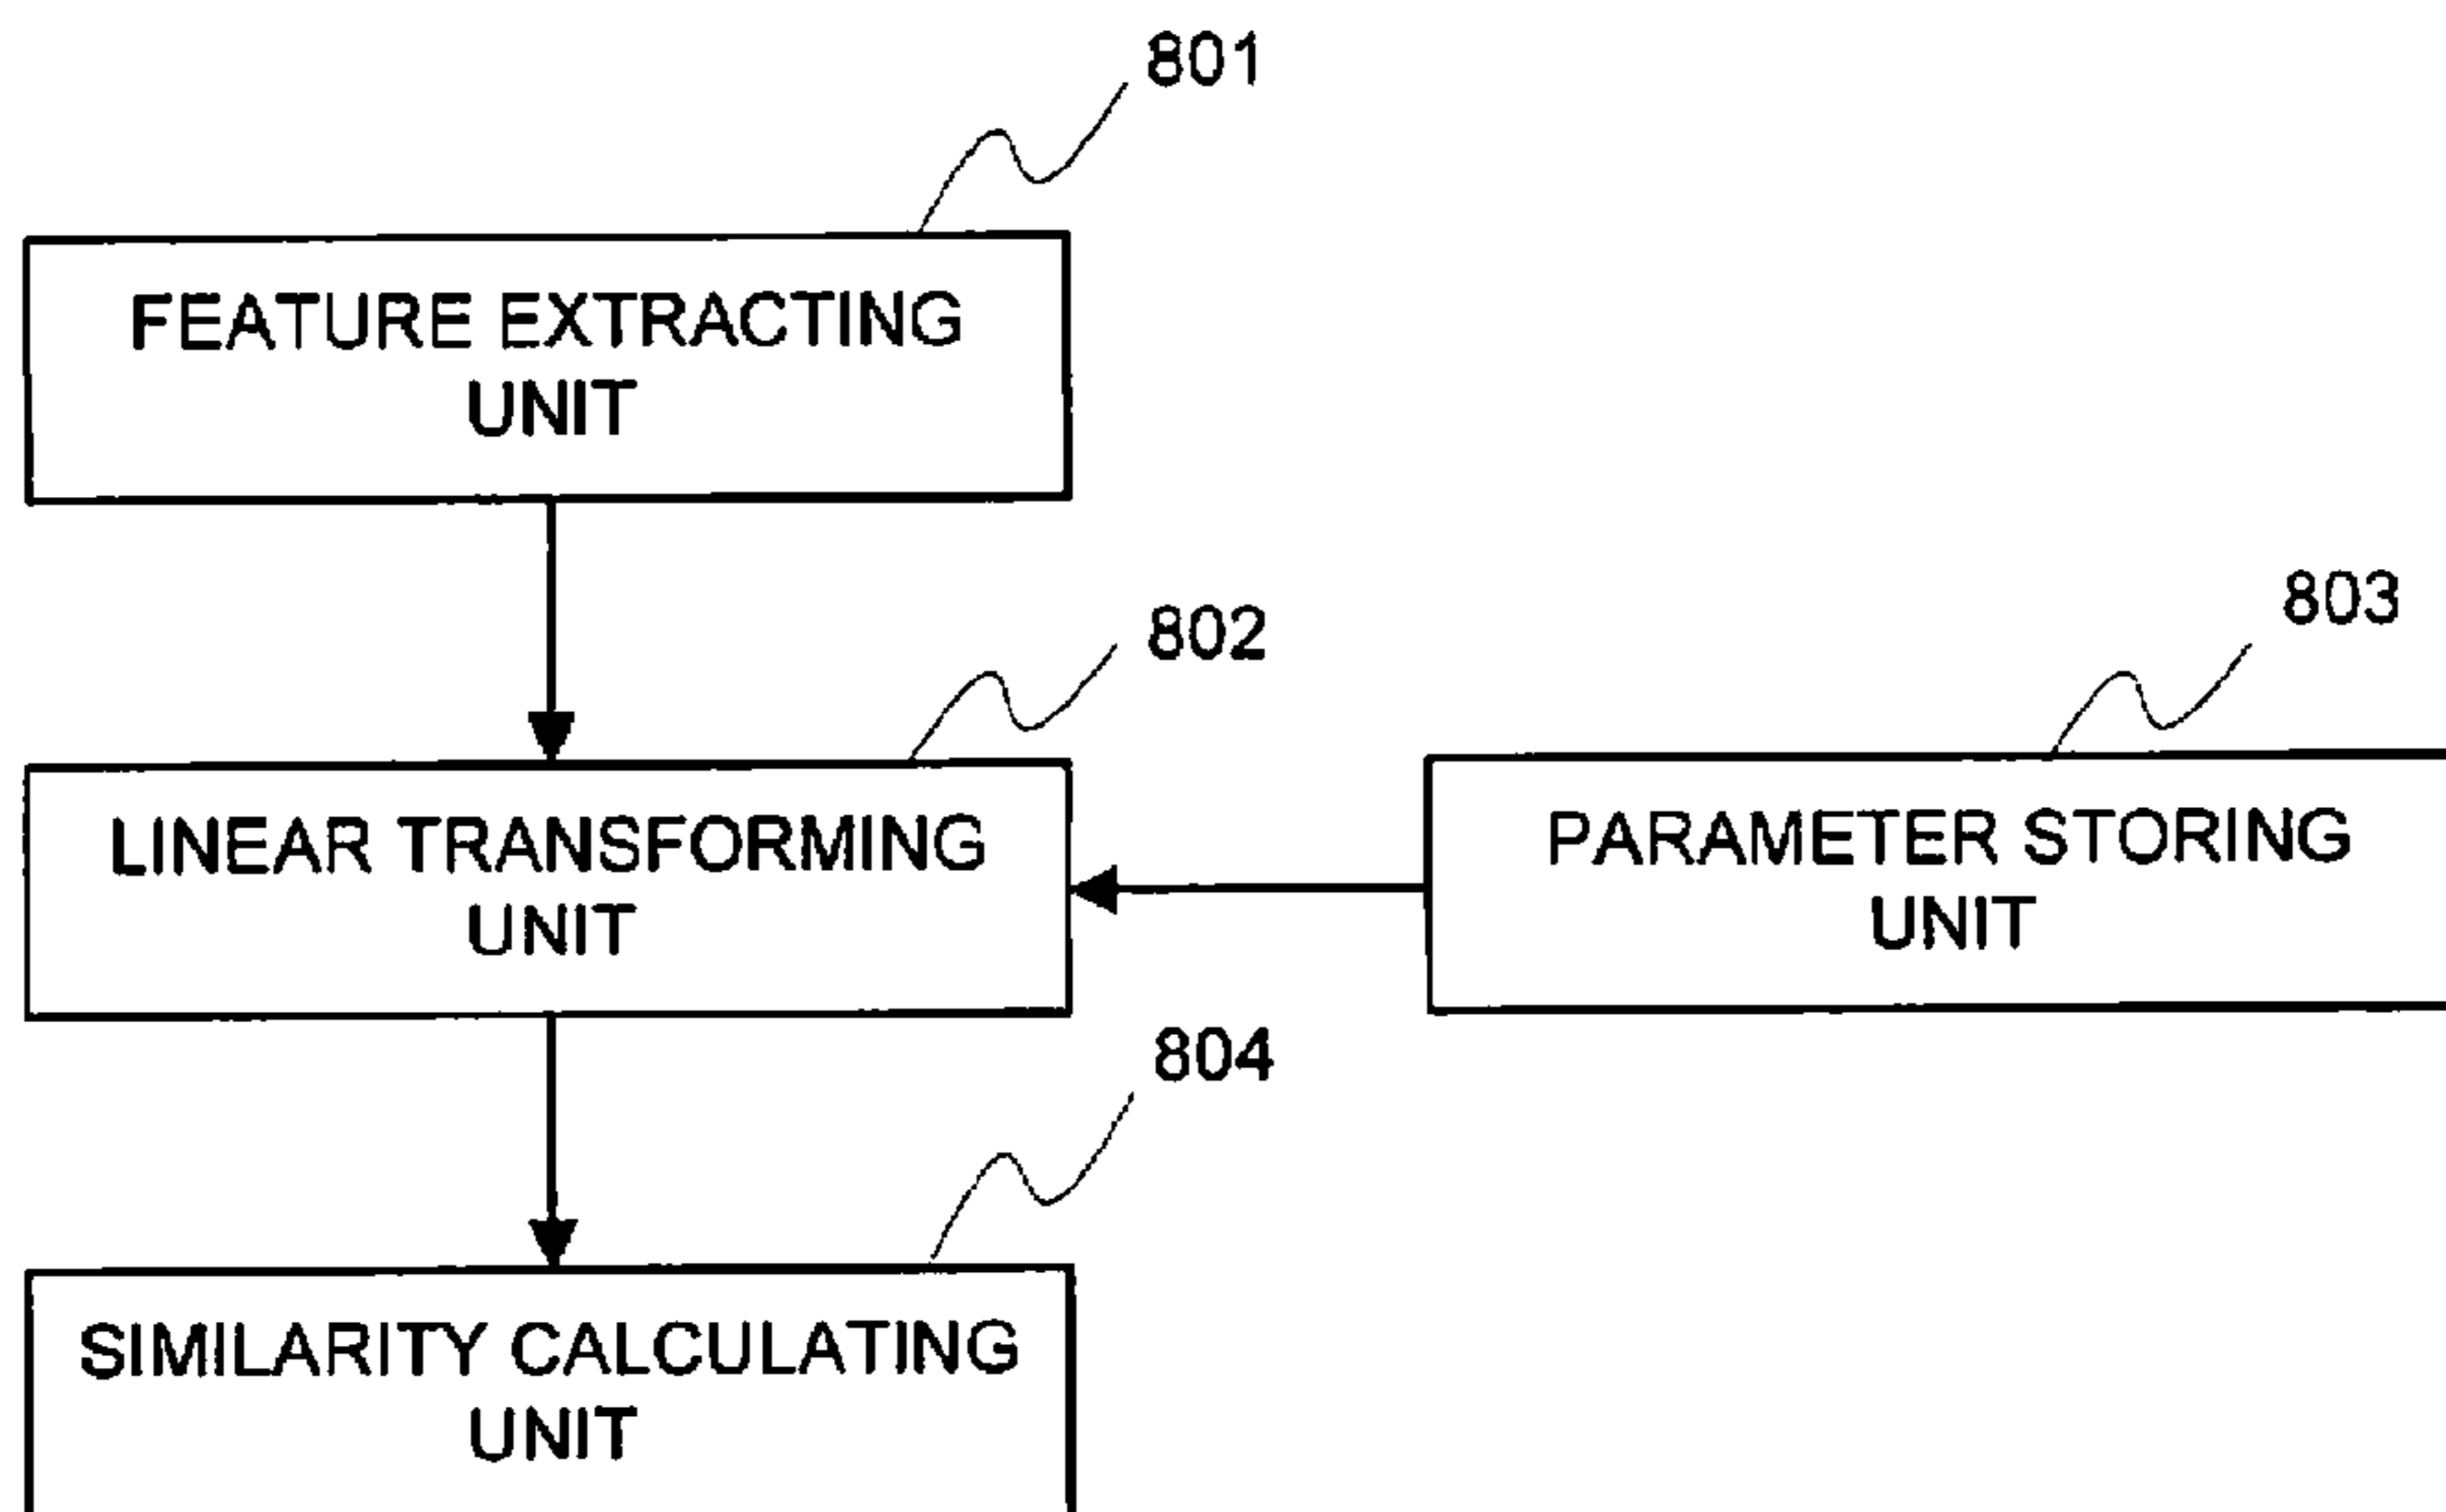 801
FEATURE EXTRACTING
UNIT
802
803
LINEAR TRANSFORMING
UNIT
PARAMETER STORING
UNIT
804
SIMILARITY CALCULATING
UNIT